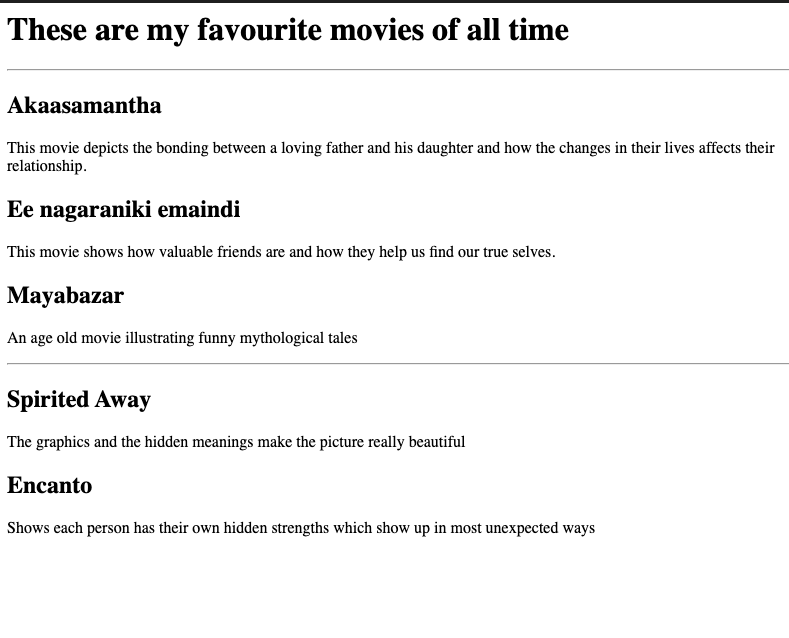 These are my favourite movies of all time
Akaasamantha
This movie depicts the bonding between a loving father and his daughter and how the changes in their lives affects their
relationship.
Ee nagaraniki emaindi
This movie shows how valuable friends are and how they help us find our true selves.
Mayabazar
An age old movie illustrating funny mythological tales
Spirited Away
The graphics and the hidden meanings make the picture really beautiful
Encanto
Shows each person has their own hidden strengths which show up in most unexpected ways